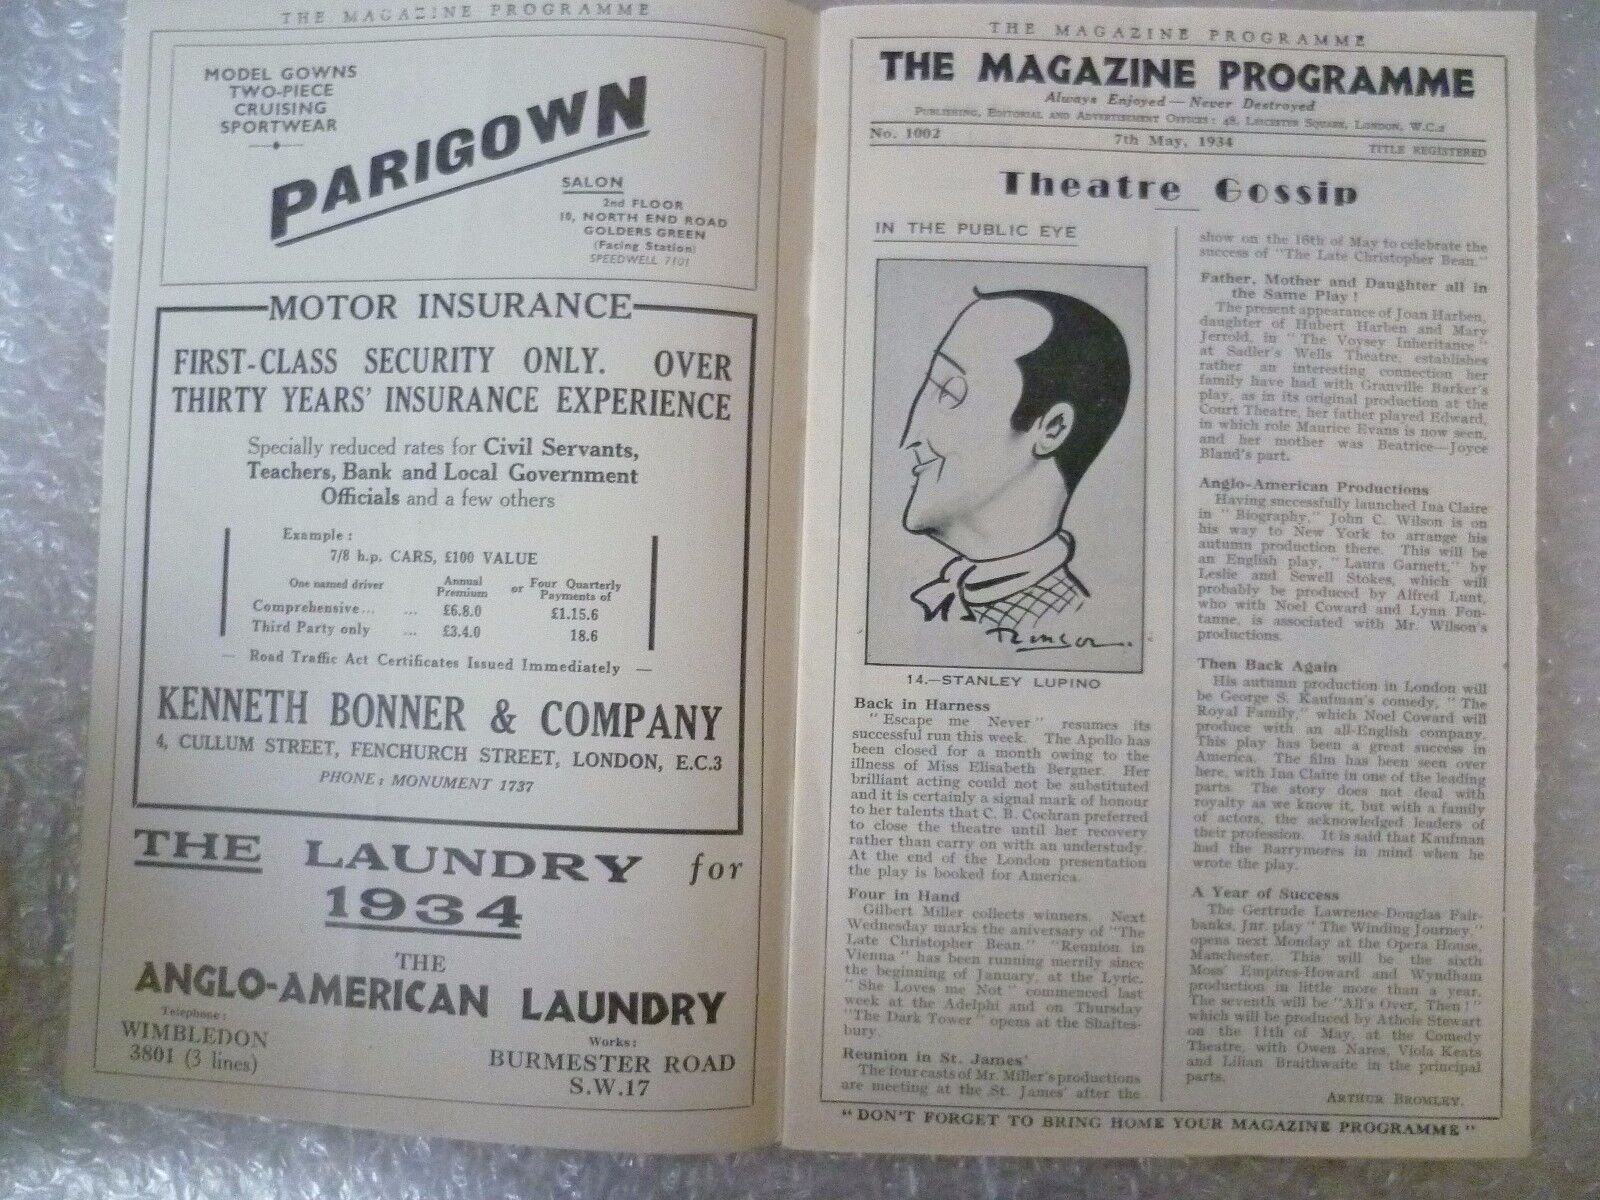 THE MAGAZINE PROGRAMME
MODEL GOWNS
TWO-PIECE
CRUISING
SPORTWEAR
PARIGOWN
SALON
2nd FLOOR
10, NORTH END ROAD
GOLDERS GREEN
(Facing Station)
SPEEDWELL 7101
MOTOR INSURANCE
FIRST-CLASS SECURITY ONLY. OVER
THIRTY YEARS' INSURANCE EXPERIENCE
Specially reduced rates for Civil Servants,
Teachers, Bank and Local Government
Officials and a few others
Example:
7/8 h.p. CARS, £100 VALUE
One named driver Annual Premium or Four Quarterly Payments of
Comprehensive... ... £6.8.0 £1.15.6
Third Party only ... £3.4.0 18.6
— Road Traffic Act Certificates Issued Immediately —
KENNETH BONNER & COMPANY
4, CULLUM STREET, FENCHURCH STREET, LONDON, E.C.3
PHONE: MONUMENT 1737
THE LAUNDRY for
1934
THE
ANGLO-AMERICAN LAUNDRY
Telephone:
WIMBLEDON
3801 (3 lines)
Works:
BURMESTER ROAD
S.W.17
THE MAGAZINE PROGRAMME
THE MAGAZINE PROGRAMME
Always Enjoyed—Never Destroyed
PUBLISHING, EDITORIAL AND ADVERTISEMENT OFFICES: 48, LEICESTER SQUARE, LONDON, W.C.2
No. 1002 7th May, 1934 TITLE REGISTERED
Theatre Gossip
IN THE PUBLIC EYE
14.—STANLEY LUPINO
Back in Harness
"Escape me Never" resumes its
successful run this week. The Apollo has
been closed for a month owing to the
illness of Miss Elisabeth Bergner. Her
brilliant acting could not be substituted
and it is certainly a signal mark of honour
to her talents that C. B. Cochran preferred
to close the theatre until her recovery
rather than carry on with an understudy.
At the end of the London presentation
the play is booked for America.
Four in Hand
Gilbert Miller collects winners. Next
Wednesday marks the aniversary of "The
Late Christopher Bean." "Reunion in
Vienna" has been running merrily since
the beginning of January, at the Lyric.
"She Loves me Not" commenced last
week at the Adelphi and on Thursday
"The Dark Tower" opens at the Shaftes-
bury.
Reunion in St. James'
The four casts of Mr. Miller's productions
are meeting at the St. James' after the
show on the 16th of May to celebrate the
success of "The Late Christopher Bean."
Father, Mother and Daughter all in
the Same Play!
The present appearance of Joan Harben,
daughter of Hubert Harben and Mary
Jerrold, in "The Voysey Inheritance"
at Sadler's Wells Theatre, establishes
rather an interesting connection her
family have had with Granville Barker's
play, as in its original production at the
Court Theatre, her father played Edward,
in which role Maurice Evans is now seen,
and her mother was Beatrice—Joyce
Bland's part.
Anglo-American Productions
Having successfully launched Ina Claire
in "Biography," John C. Wilson is on
his way to New York to arrange his
autumn production there. This will be
an English play, "Laura Garnett," by
Leslie and Sewell Stokes, which will
probably be produced by Alfred Lunt,
who with Noel Coward and Lynn Fon-
tanne, is associated with Mr. Wilson's
productions.
Then Back Again
His autumn production in London will
be George S. Kaufman's comedy, "The
Royal Family," which Noel Coward will
produce with an all-English company.
This play has been a great success in
America. The film has been seen over
here, with Ina Claire in one of the leading
parts. The story does not deal with
royalty as we know it, but with a family
of actors, the acknowledged leaders of
their profession. It is said that Kaufman
had the Barrymores in mind when he
wrote the play.
A Year of Success
The Gertrude Lawrence-Douglas Fair-
banks, Jnr. play "The Winding Journey,"
opens next Monday at the Opera House,
Manchester. This will be the sixth
Moss' Empires-Howard and Wyndham
production in little more than a year.
The seventh will be "All's Over, Then!"
which will be produced by Athole Stewart
on the 11th of May, at the Comedy
Theatre, with Owen Nares, Viola Keats
and Lilian Braithwaite in the principal
parts.
ARTHUR BROMLEY.
"DON'T FORGET TO BRING HOME YOUR MAGAZINE PROGRAMME"